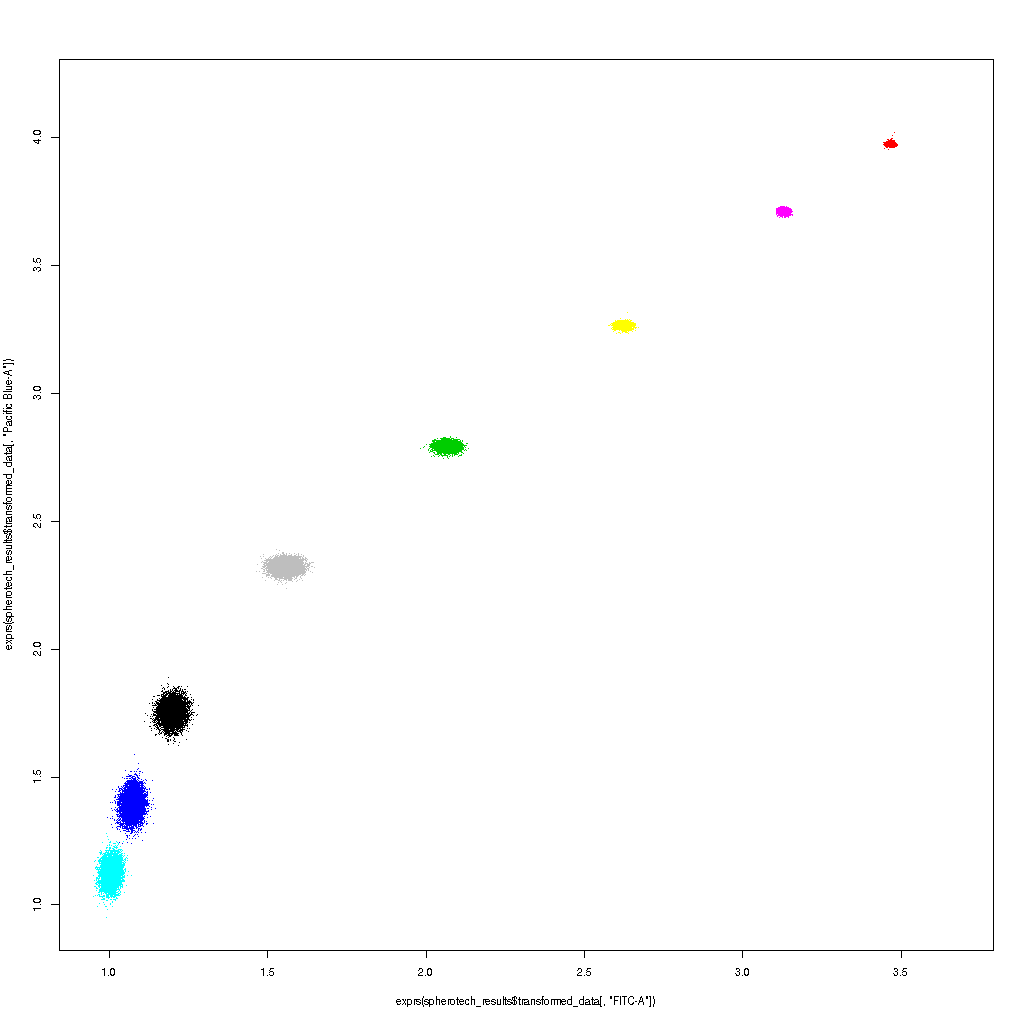 4.0
3.5
3.0
2.5
2.0
1.5
1.0
exprs(spherotech_results$transformed_data[, "Pacific Blue-A"])
1.0 1.5 2.0 2.5 3.0 3.5
exprs(spherotech_results$transformed_data[, "FITC-A"])